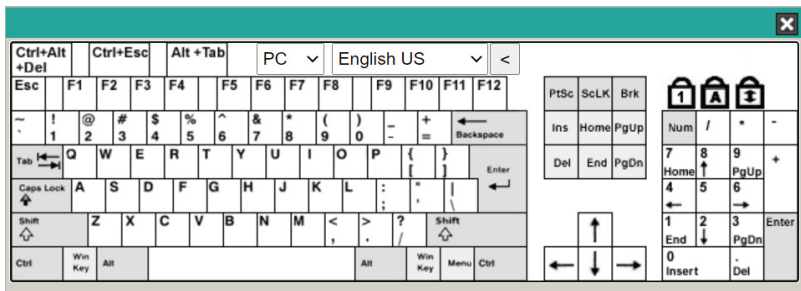 Ctrl+Alt +Del Ctrl+Esc Alt +Tab PC English US <
Esc F1 F2 F3 F4 F5 F6 F7 F8 F9 F10 F11 F12
PtSc ScLK Brk
1 A
~ ` ! 1 @ 2 # 3 $ 4 % 5 ^ 6 & 7 * 8 ( 9 ) 0 _ - + = Backspace
Ins Home PgUp
Num / * -
Tab Q W E R T Y U I O P { [ } ] Enter
Del End PgDn
7 Home 8 9 PgUp +
Caps Lock A S D F G H J K L : ; " ' | \
4 5 6
Shift Z X C V B N M < , > . ? / Shift
1 End 2 3 PgDn Enter
Ctrl Win Key Alt Alt Win Key Menu Ctrl
0 Insert . Del